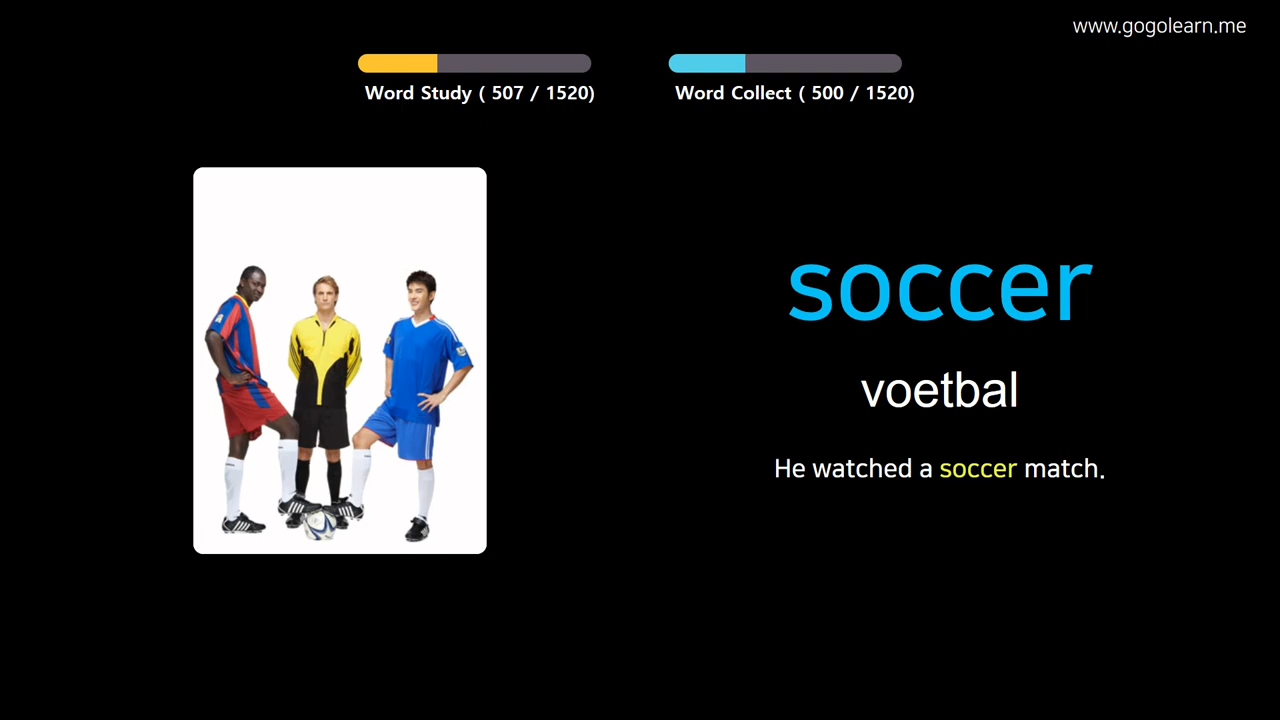 www.gogolearn.me
Word Study ( 507 / 1520)
Word Collect ( 500 / 1520)
soccer
voetbal
He watched a soccer match.